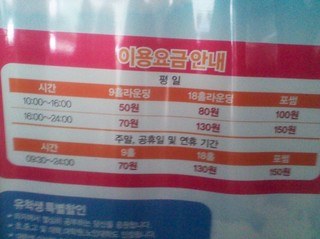 이용요금안내
평 일
시간 9홀라운딩 18홀라운딩 포썸
10:00~16:00 50원 80원 100원
16:00~24:00 70원 130원 150원
주말, 공휴일 및 연휴 기간
시간 9홀 18홀 포썸
09:30~24:00 70원 130원 150원
유학생 특별할인